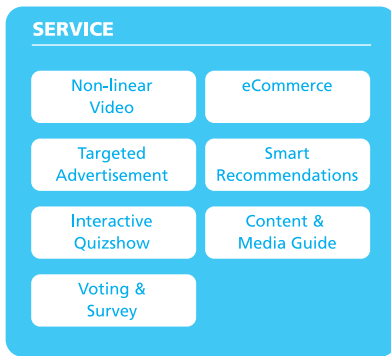 SERVICE
Non-linear
Video
eCommerce
Targeted
Advertisement
Smart
Recommendations
Interactive
Quizshow
Content &
Media Guide
Voting &
Survey